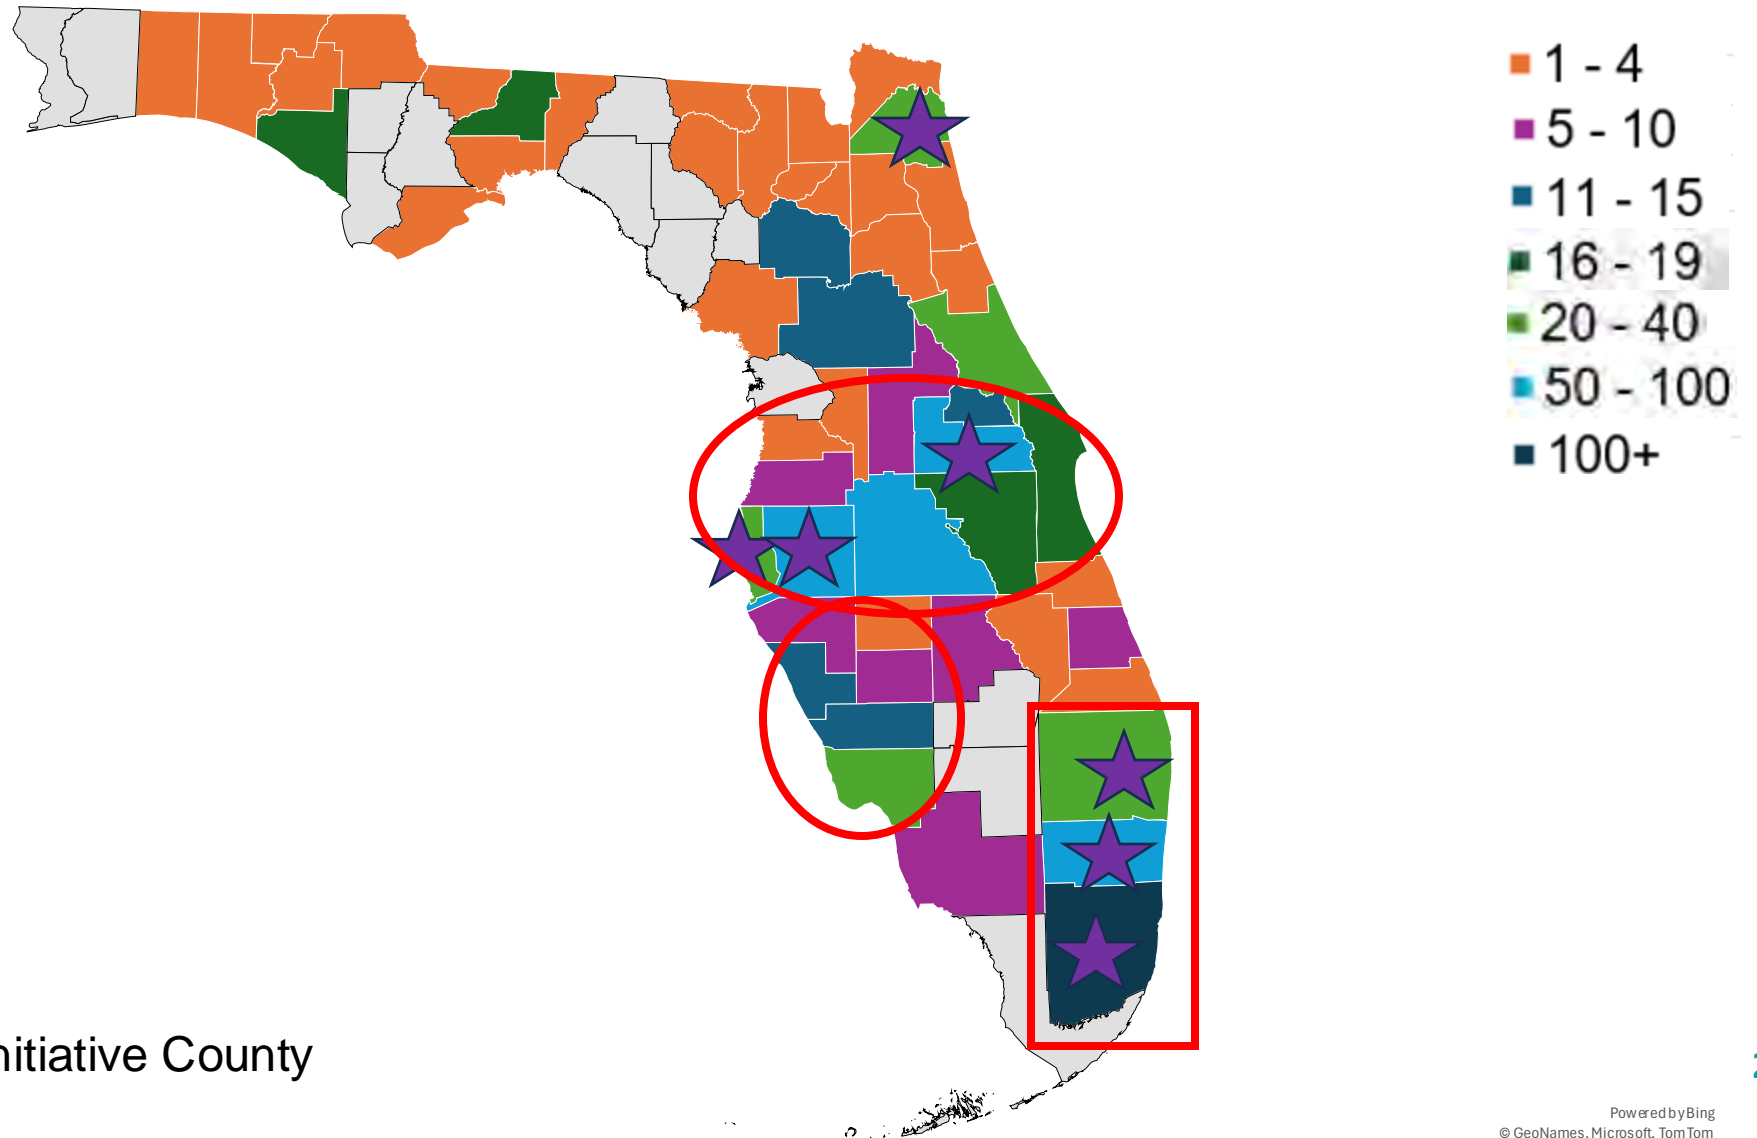 1 - 4
5 - 10
11 - 15
16 - 19
20 - 40
50 - 100
100+
nitiative County
Powered by Bing
© GeoNames, Microsoft, TomTom